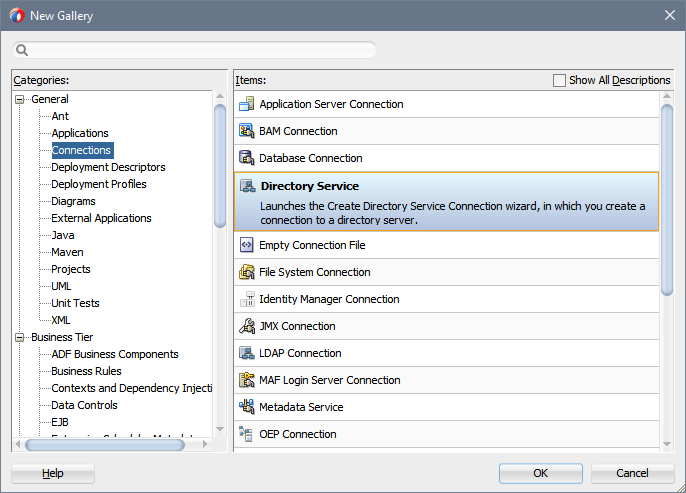 New Gallery
Categories:
General
Ant
Applications
Connections
Deployment Descriptors
Deployment Profiles
Diagrams
External Applications
Java
Maven
Projects
UML
Unit Tests
XML
Business Tier
ADF Business Components
Business Rules
Contexts and Dependency Injecti
Data Controls
EJB
Items:
Show All Descriptions
Application Server Connection
BAM Connection
Database Connection
Directory Service
Launches the Create Directory Service Connection wizard, in which you create a
connection to a directory server.
Empty Connection File
File System Connection
Identity Manager Connection
JMX Connection
LDAP Connection
MAF Login Server Connection
Metadata Service
OEP Connection
Help
OK
Cancel